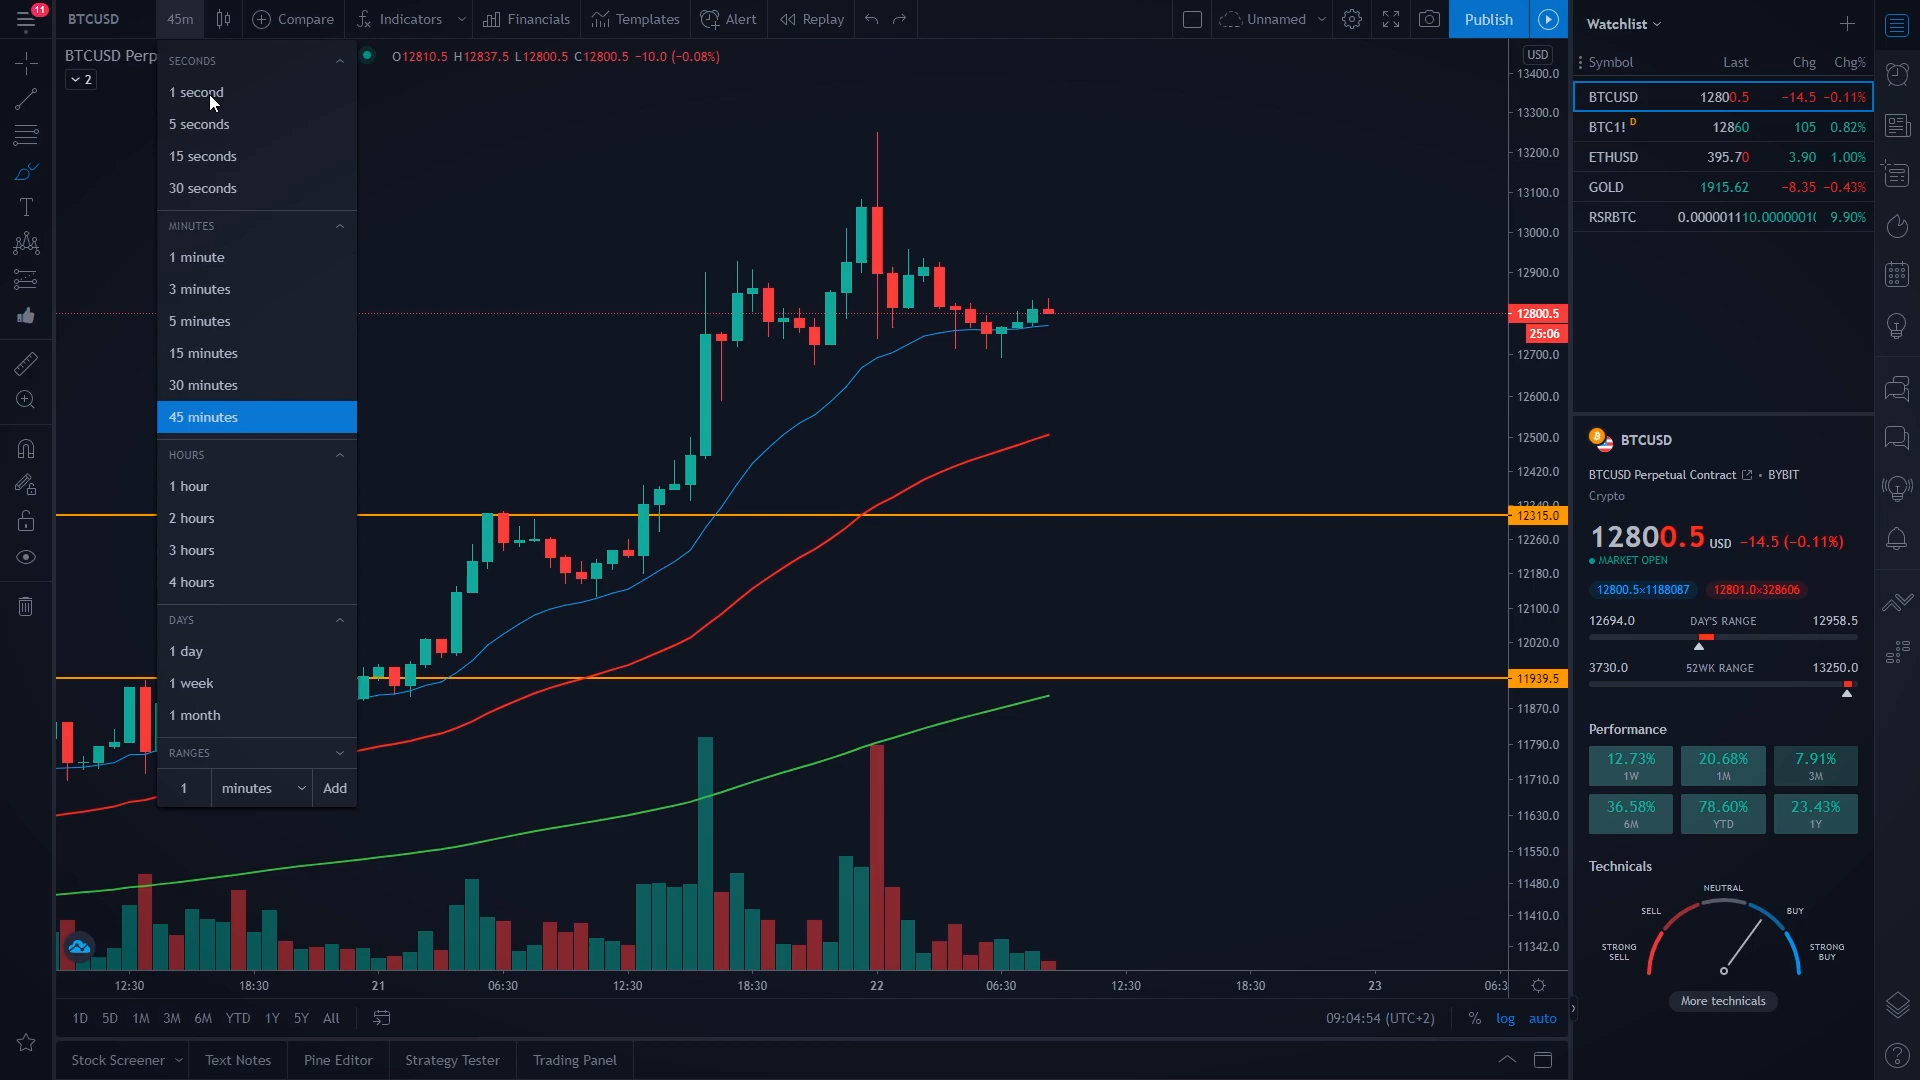 11
BTCUSD 45m Compare Indicators Financials Templates Alert Replay Unnamed Publish
BTCUSD Perp
O12810.5 H12837.5 L12800.5 C12800.5 −10.0 (−0.08%)
2
SECONDS
1 second
5 seconds
15 seconds
30 seconds
MINUTES
1 minute
3 minutes
5 minutes
15 minutes
30 minutes
45 minutes
HOURS
1 hour
2 hours
3 hours
4 hours
DAYS
1 day
1 week
1 month
RANGES
1 minutes Add
USD
13400.0
13300.0
13200.0
13100.0
13000.0
12900.0
12800.5
25:06
12700.0
12600.0
12500.0
12420.0
12340.0
12315.0
12260.0
12180.0
12100.0
12020.0
11939.5
11870.0
11790.0
11710.0
11630.0
11550.0
11480.0
11410.0
11342.0
12:30 18:30 21 06:30 12:30 18:30 22 06:30 12:30 18:30 23 06:3
1D 5D 1M 3M 6M YTD 1Y 5Y All
09:04:54 (UTC+2) % log auto
Stock Screener Text Notes Pine Editor Strategy Tester Trading Panel
Watchlist
Symbol Last Chg Chg%
BTCUSD 12800.5 −14.5 −0.11%
BTC1! D 12860 105 0.82%
ETHUSD 395.70 3.90 1.00%
GOLD 1915.62 −8.35 −0.43%
RSRBTC 9.90%
BTCUSD
BTCUSD Perpetual Contract • BYBIT
Crypto
12800.5 USD −14.5 (−0.11%)
MARKET OPEN
12800.5×1188087 12801.0×328606
12694.0 DAY'S RANGE 12958.5
3730.0 52WK RANGE 13250.0
Performance
12.73% 20.68% 7.91%
1W 1M 3M
36.58% 78.60% 23.43%
6M YTD 1Y
Technicals
NEUTRAL
SELL BUY
STRONG SELL STRONG BUY
More technicals